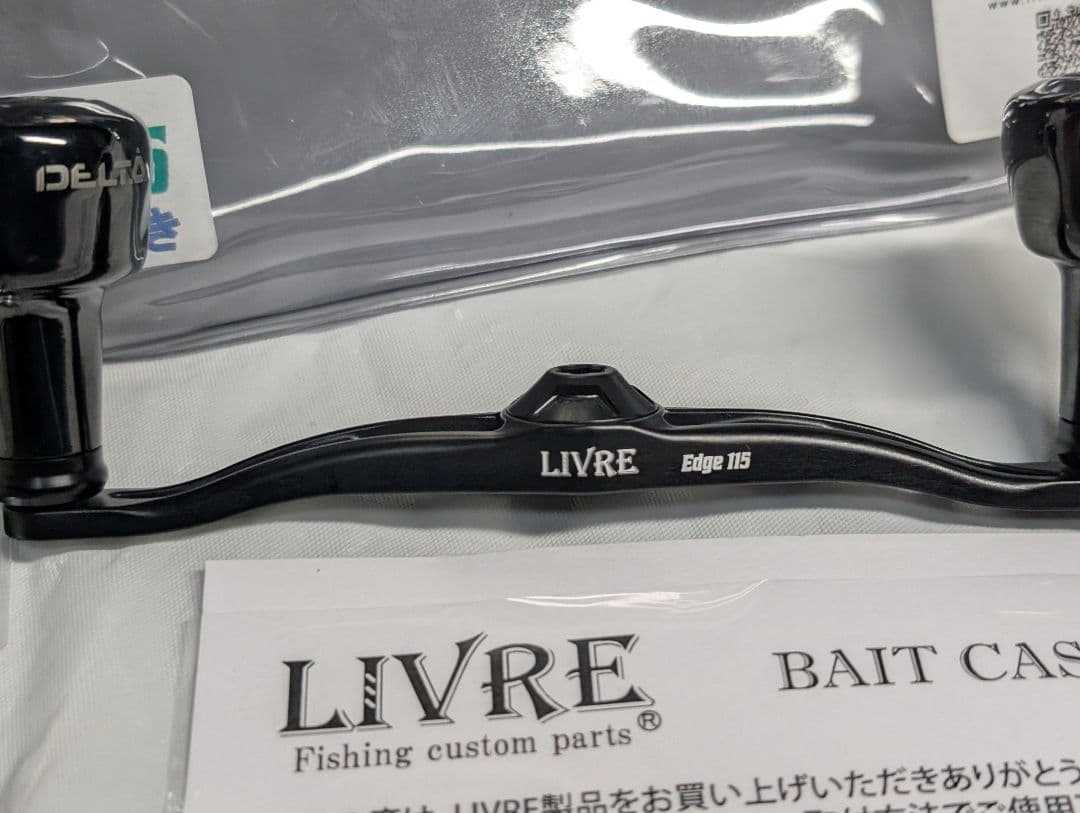 DELTA
き
LIVRE
Edge 115
LIVRE®
BAIT CAS
Fishing custom parts
LIVRE製品をお買い上げいただきありがとう